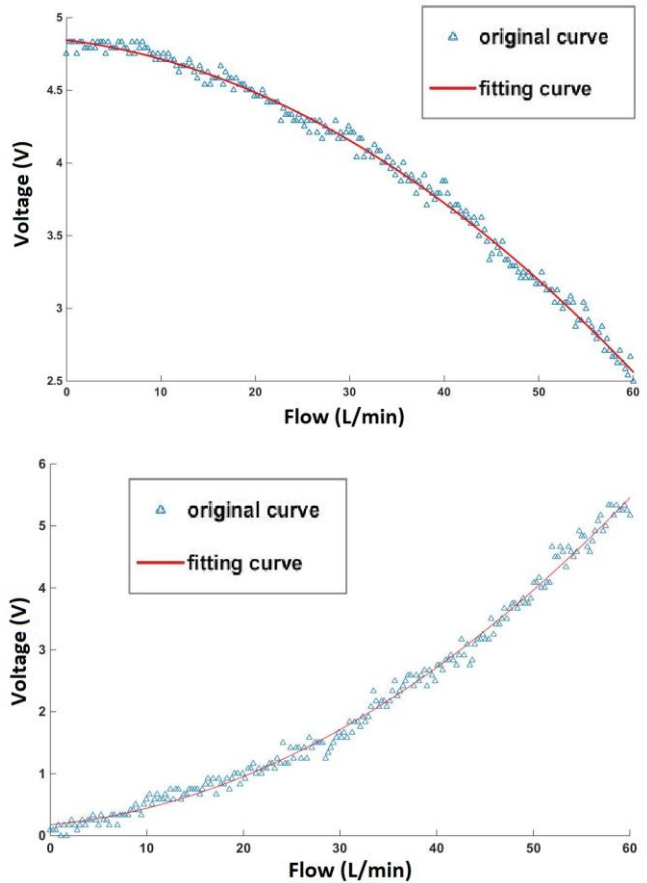 5
4.5
4
3.5
3
2.5
Voltage (V)
original curve
fitting curve
0 10 20 30 40 50 60
Flow (L/min)
6
5
4
3
2
1
0
Voltage (V)
original curve
fitting curve
0 10 20 30 40 50 60
Flow (L/min)